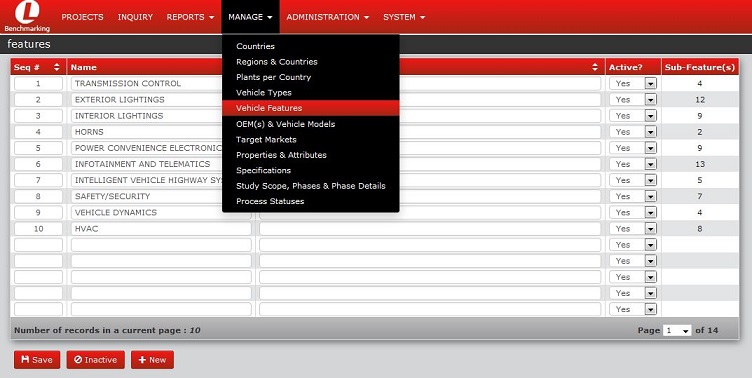 L
Benchmarking
PROJECTS INQUIRY REPORTS MANAGE ADMINISTRATION SYSTEM
features
Countries
Regions & Countries
Plants per Country
Vehicle Types
Vehicle Features
OEM(s) & Vehicle Models
Target Markets
Properties & Attributes
Specifications
Study Scope, Phases & Phase Details
Process Statuses
Seq # Name Active? Sub-Feature(s)
1 TRANSMISSION CONTROL Yes 4
2 EXTERIOR LIGHTINGS Yes 12
3 INTERIOR LIGHTINGS Yes 9
4 HORNS Yes 2
5 POWER CONVENIENCE ELECTRONIC Yes 9
6 INFOTAINMENT AND TELEMATICS Yes 13
7 INTELLIGENT VEHICLE HIGHWAY SY Yes 5
8 SAFETY/SECURITY Yes 7
9 VEHICLE DYNAMICS Yes 4
10 HVAC Yes 8
Yes
Yes
Yes
Yes
Yes
Number of records in a current page : 10 Page 1 of 14
Save Inactive New